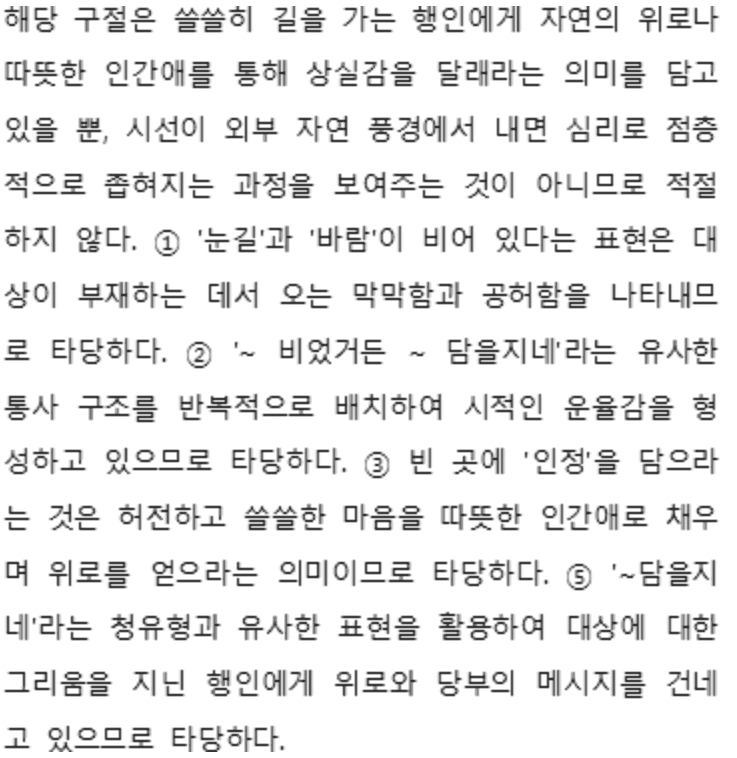 해당 구절은 쓸쓸히 길을 가는 행인에게 자연의 위로나
따뜻한 인간애를 통해 상실감을 달래라는 의미를 담고
있을 뿐, 시선이 외부 자연 풍경에서 내면 심리로 점층
적으로 좁혀지는 과정을 보여주는 것이 아니므로 적절
하지 않다. ① '눈길'과 '바람'이 비어 있다는 표현은 대
상이 부재하는 데서 오는 막막함과 공허함을 나타내므
로 타당하다. ② '~ 비었거든 ~ 담을지네'라는 유사한
통사 구조를 반복적으로 배치하여 시적인 운율감을 형
성하고 있으므로 타당하다. ③ 빈 곳에 '인정'을 담으라
는 것은 허전하고 쓸쓸한 마음을 따뜻한 인간애로 채우
며 위로를 얻으라는 의미이므로 타당하다. ⑤ '~담을지
네'라는 청유형과 유사한 표현을 활용하여 대상에 대한
그리움을 지닌 행인에게 위로와 당부의 메시지를 건네
고 있으므로 타당하다.